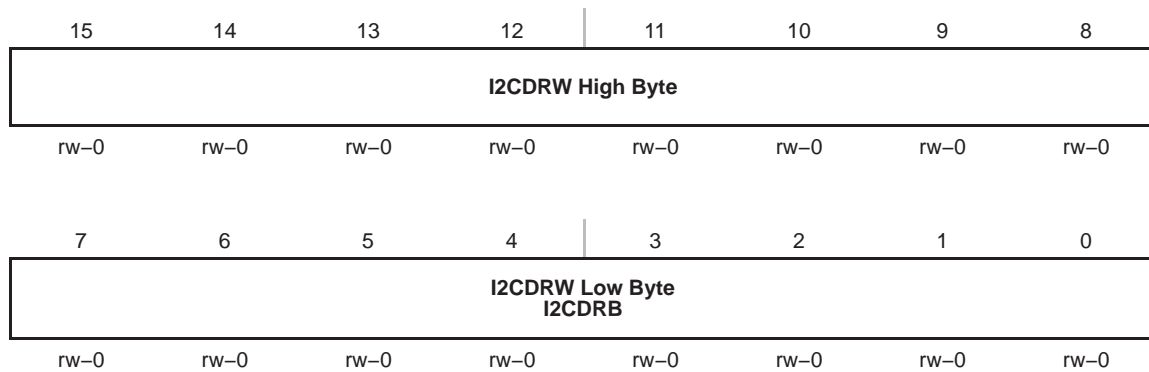 15 14 13 12 11 10 9 8
I2CDRW High Byte
rw–0 rw–0 rw–0 rw–0 rw–0 rw–0 rw–0 rw–0
7 6 5 4 3 2 1 0
I2CDRW Low Byte
I2CDRB
rw–0 rw–0 rw–0 rw–0 rw–0 rw–0 rw–0 rw–0